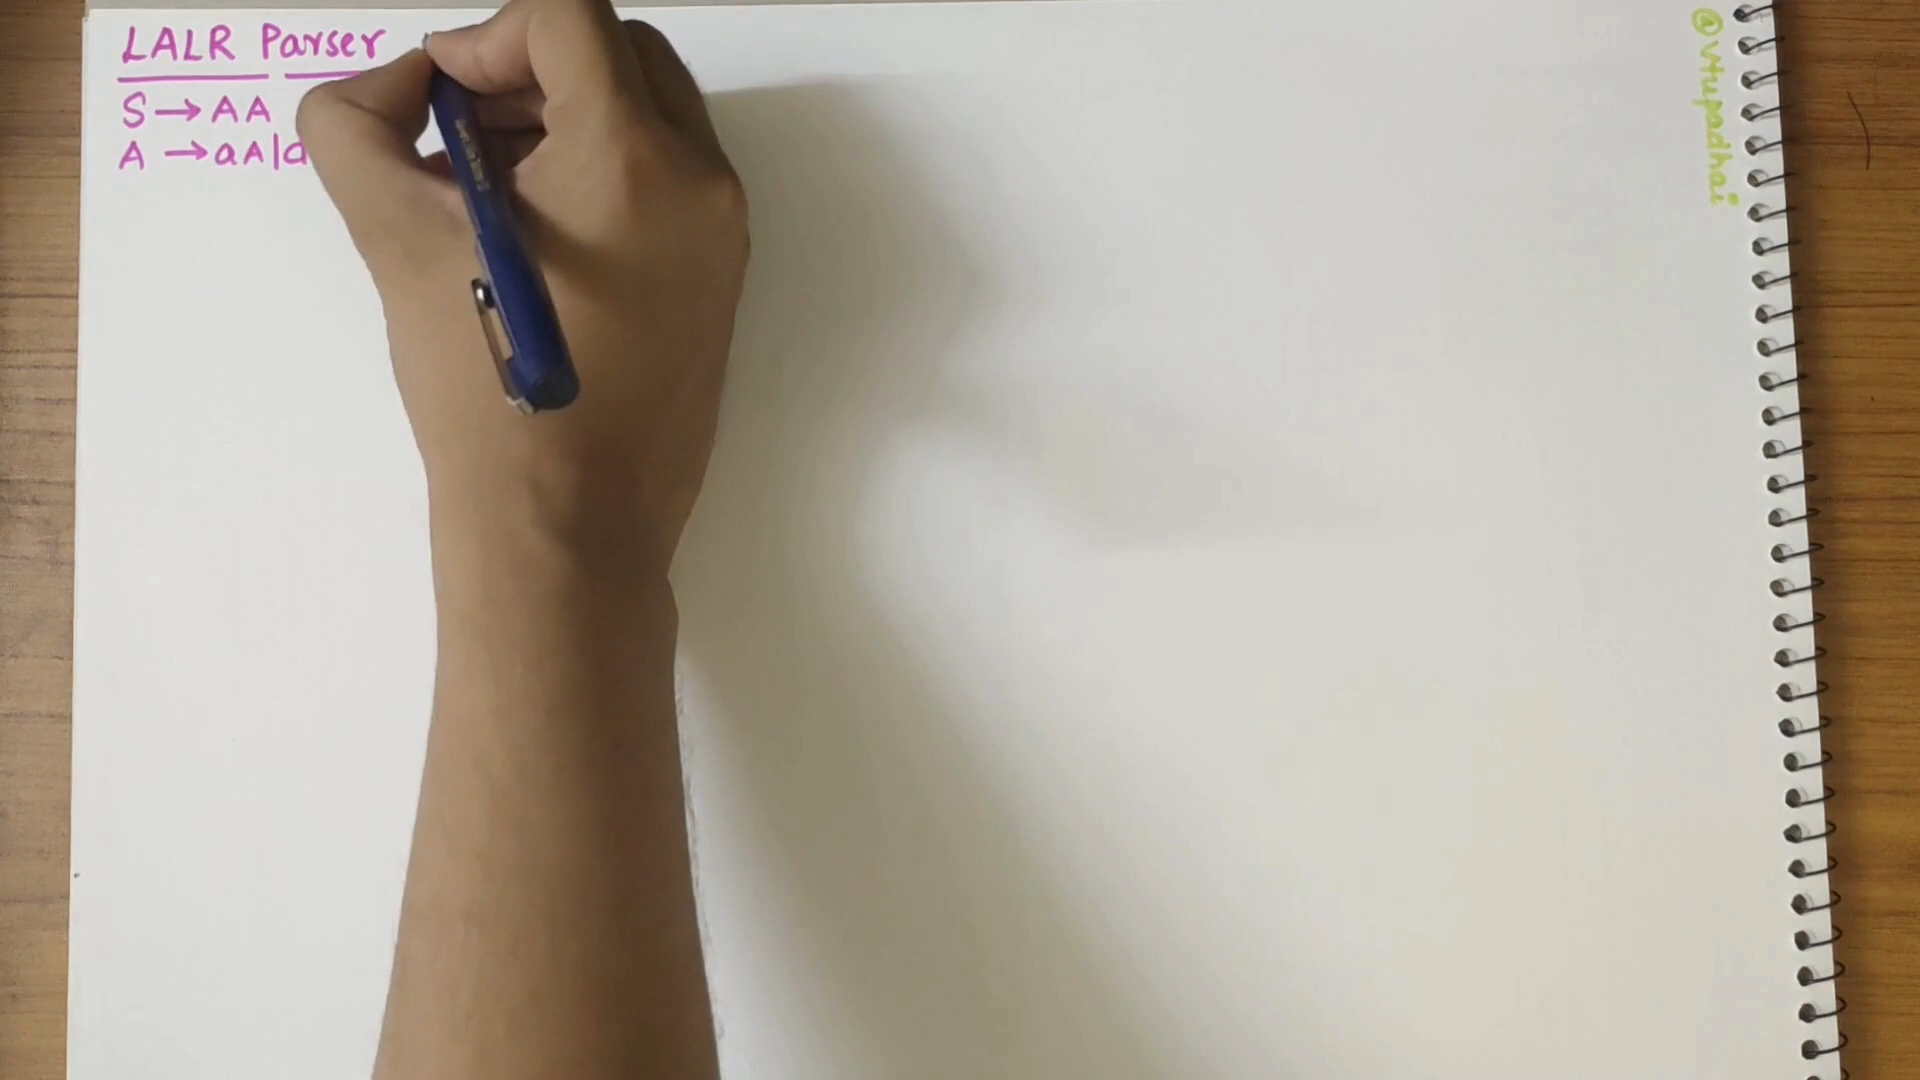 LALR Parser
S → AA
A → aA|a
@vtupadhai